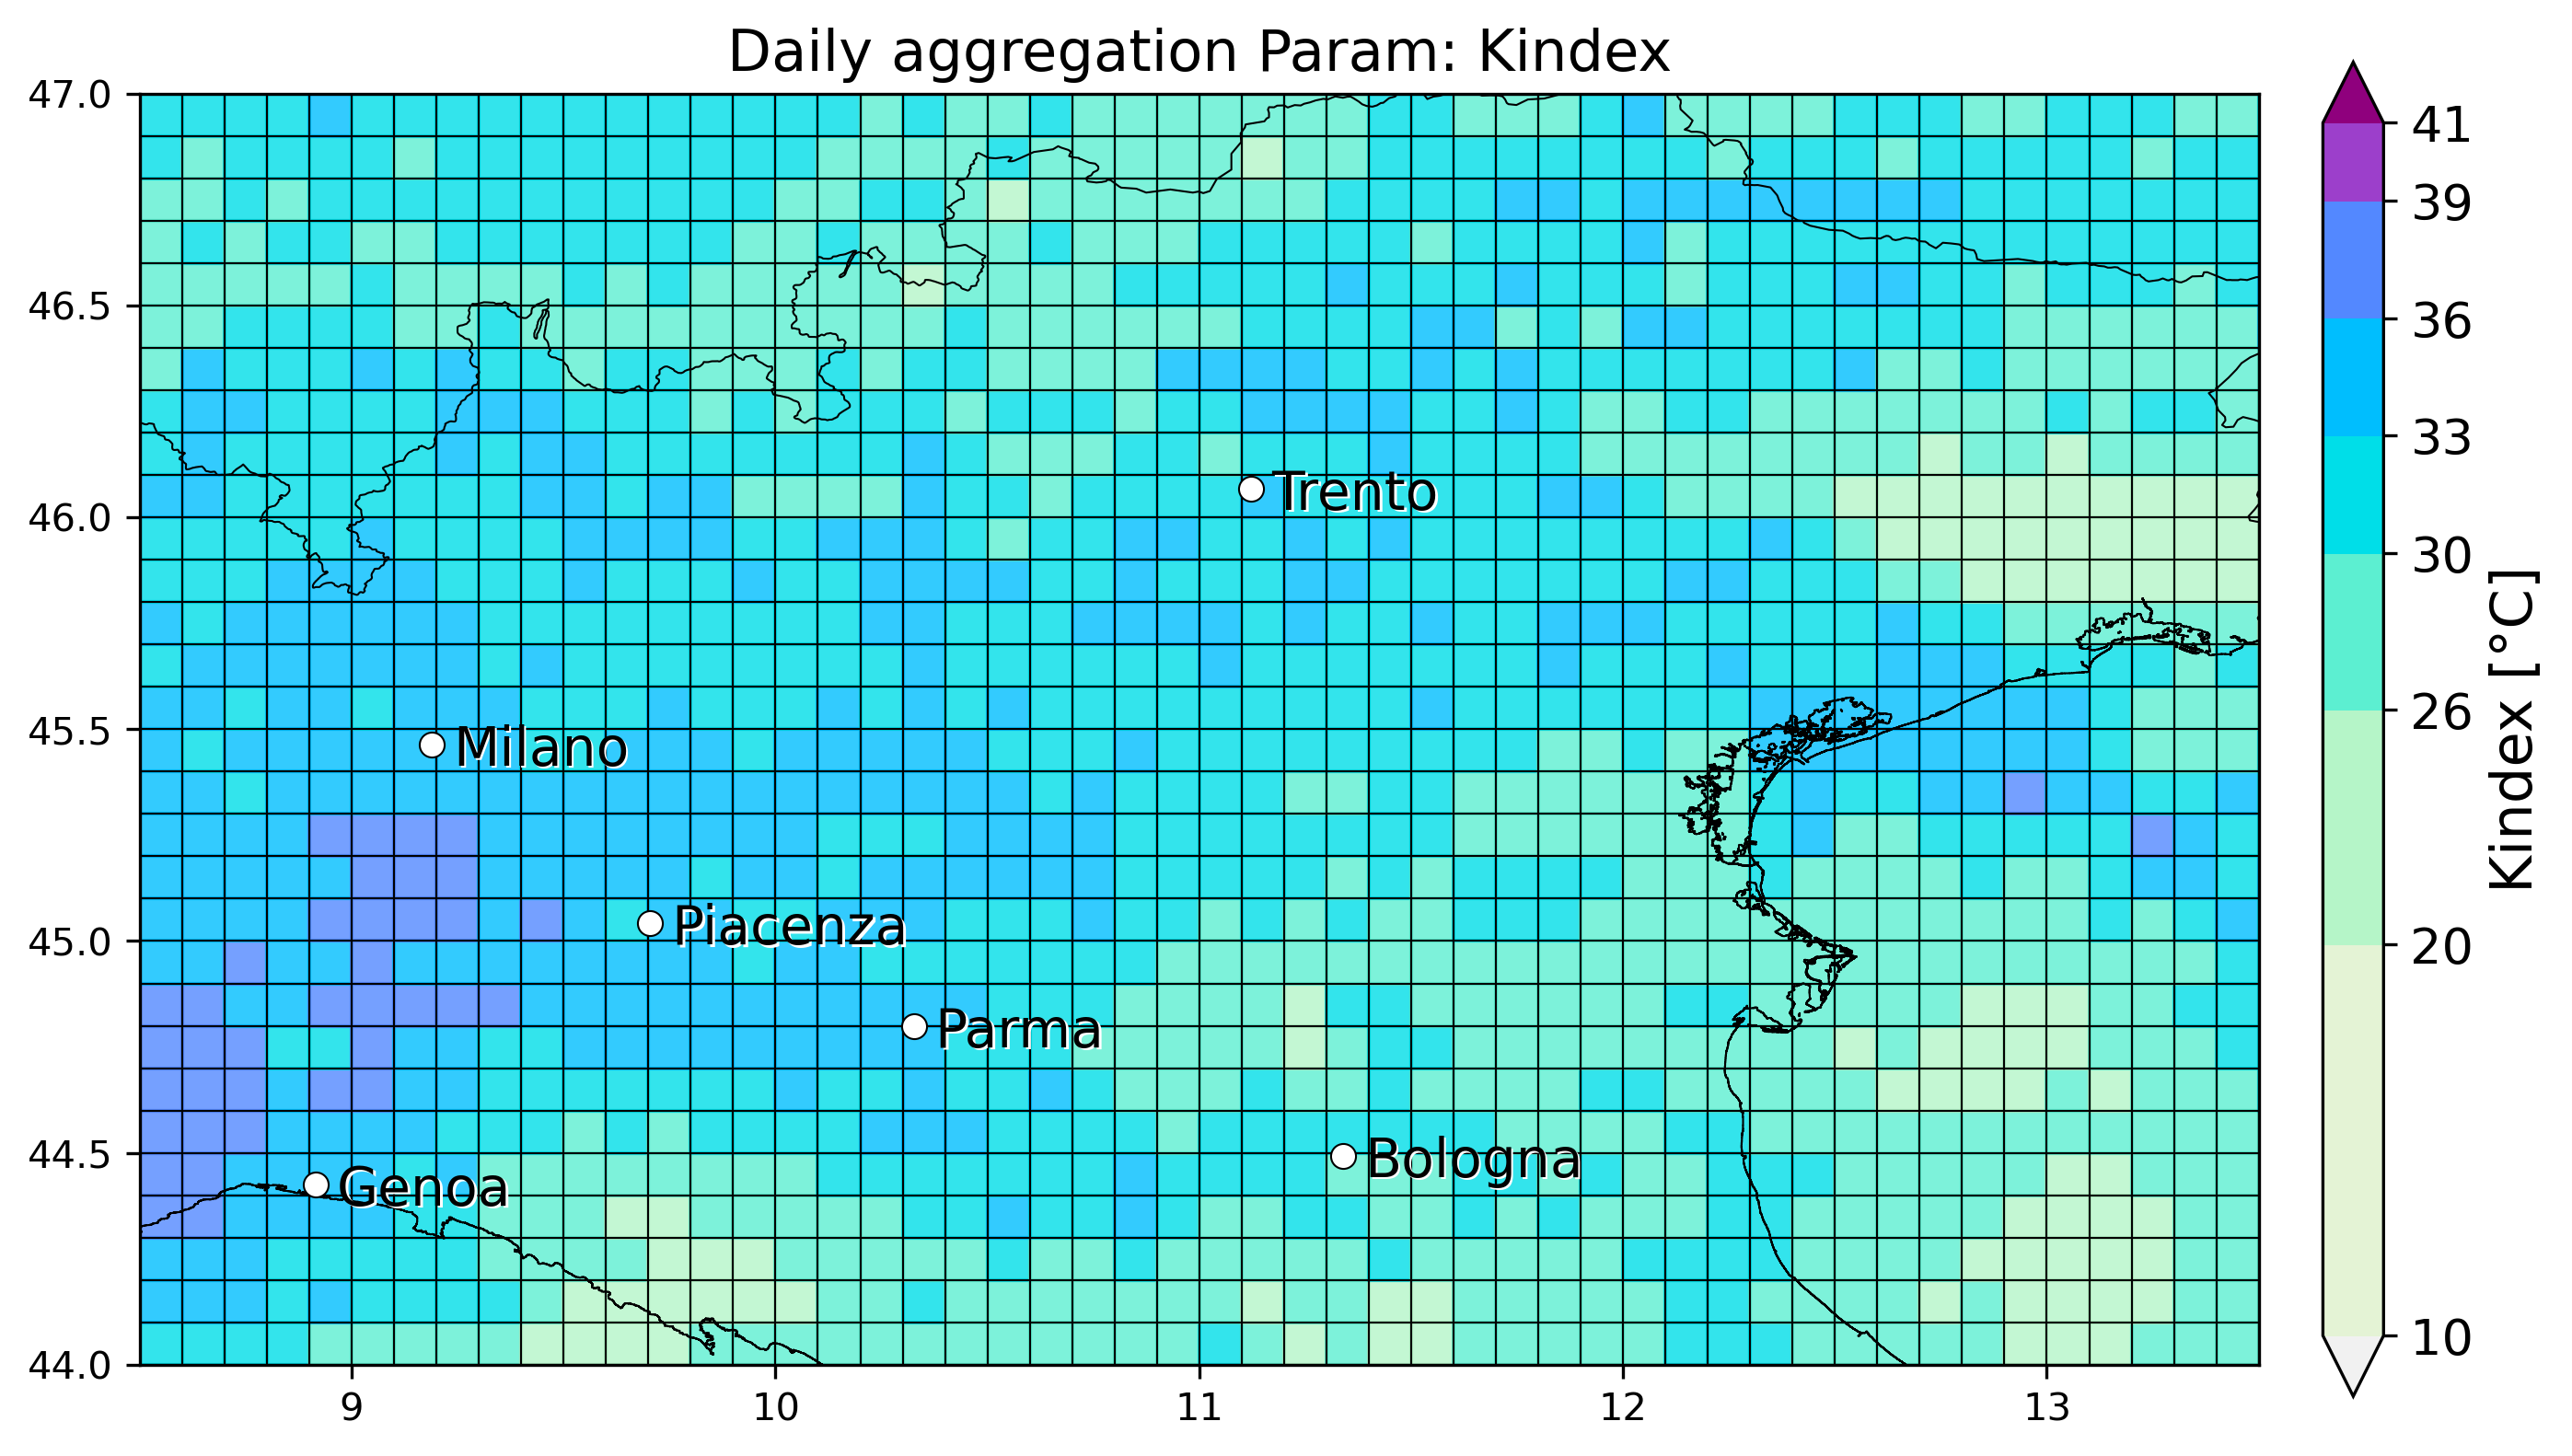 Daily aggregation Param: Kindex
47.0
46.5
46.0
45.5
45.0
44.5
44.0
9
10
11
12
13
Trento
Milano
Piacenza
Parma
Bologna
Genoa
41
39
36
33
30
26
20
10
Kindex [°C]